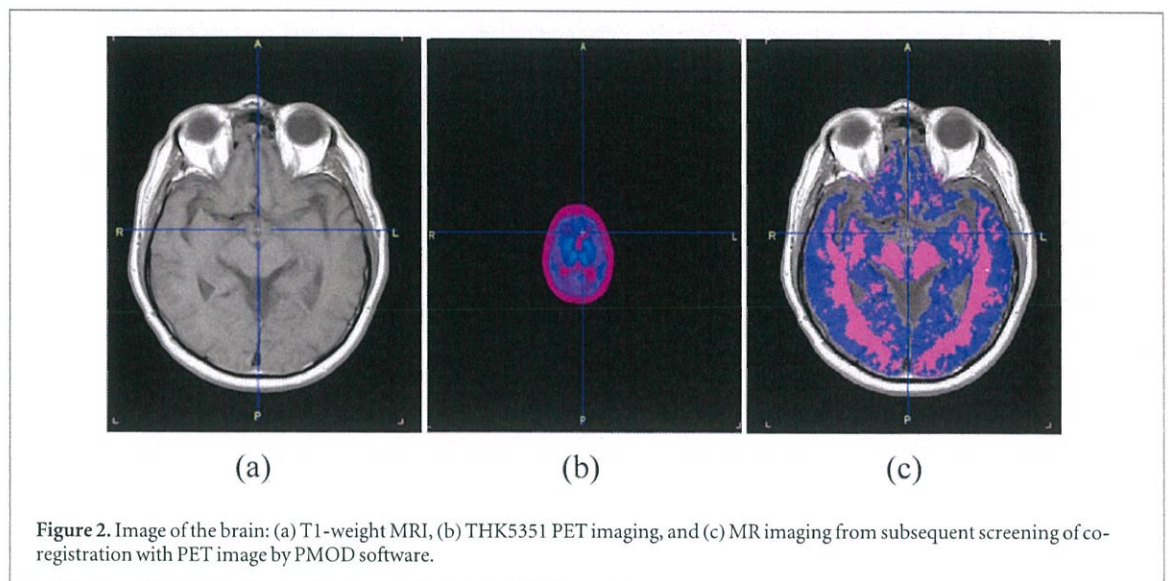 A
R
L
P
A
R
L
P
A
R
L
P
(a)
(b)
(c)
Figure 2. Image of the brain: (a) T1-weight MRI, (b) THK5351 PET imaging, and (c) MR imaging from subsequent screening of co-
registration with PET image by PMOD software.